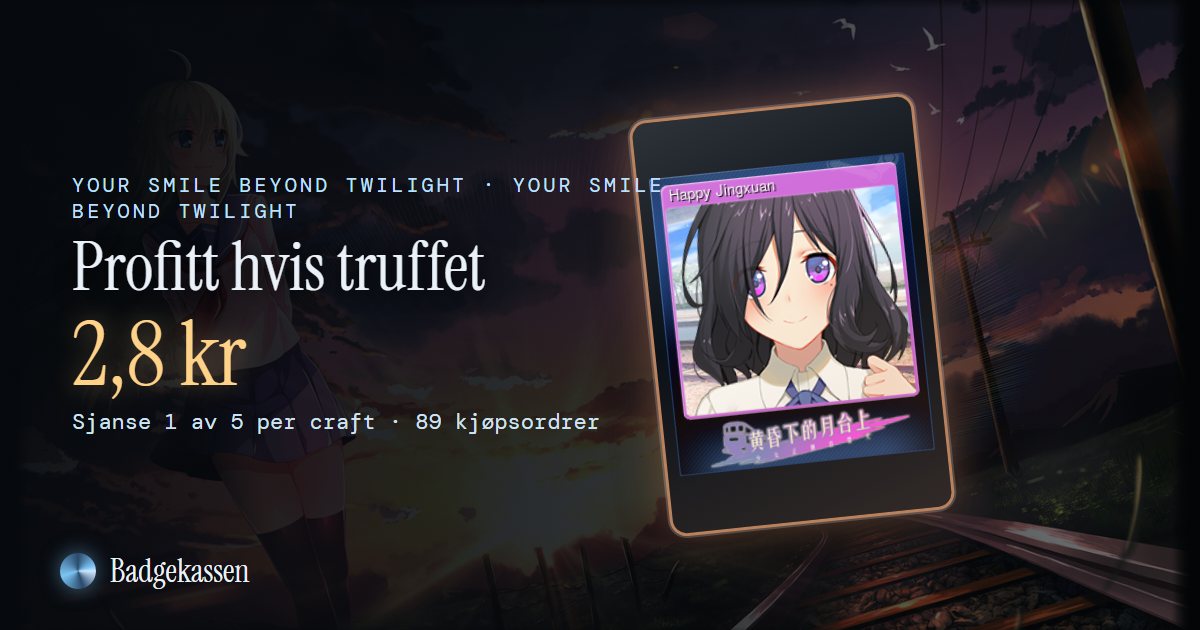 YOUR SMILE BEYOND TWILIGHT · YOUR SMILE
BEYOND TWILIGHT
Profitt hvis truffet
2,8 kr
Sjanse 1 av 5 per craft · 89 kjøpsordrer
Badgekassen
Happy Jingxuan
黄昏下的月台上